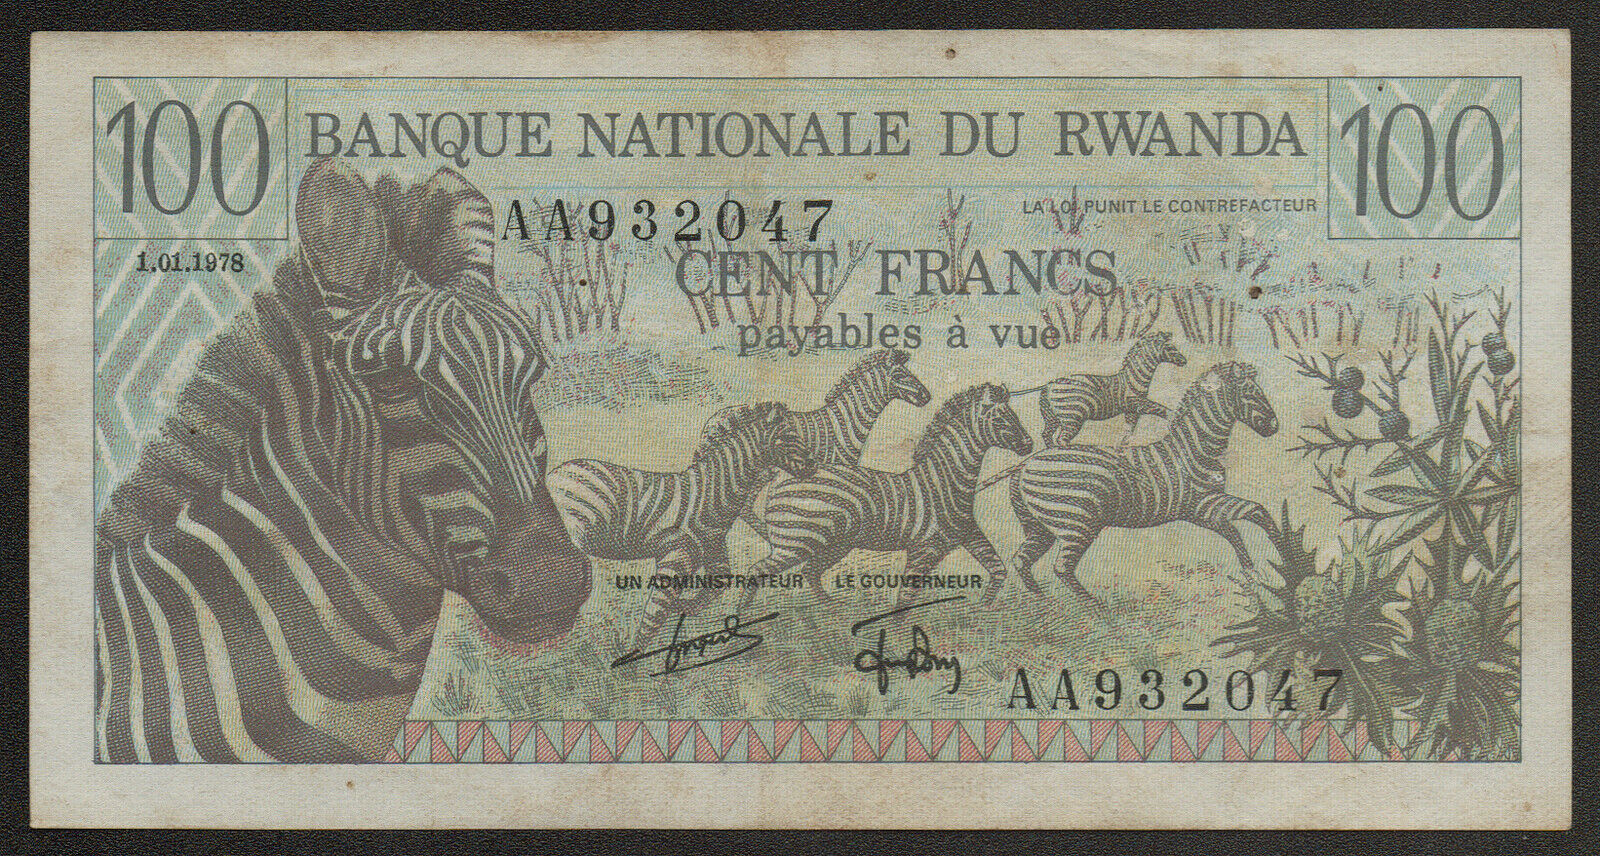 100 BANQUE NATIONALE DU RWANDA 100
AA932047
LA LOI PUNIT LE CONTREFACTEUR
1.01.1978
CENT FRANCS
payables à vue
UN ADMINISTRATEUR LE GOUVERNEUR
AA932047